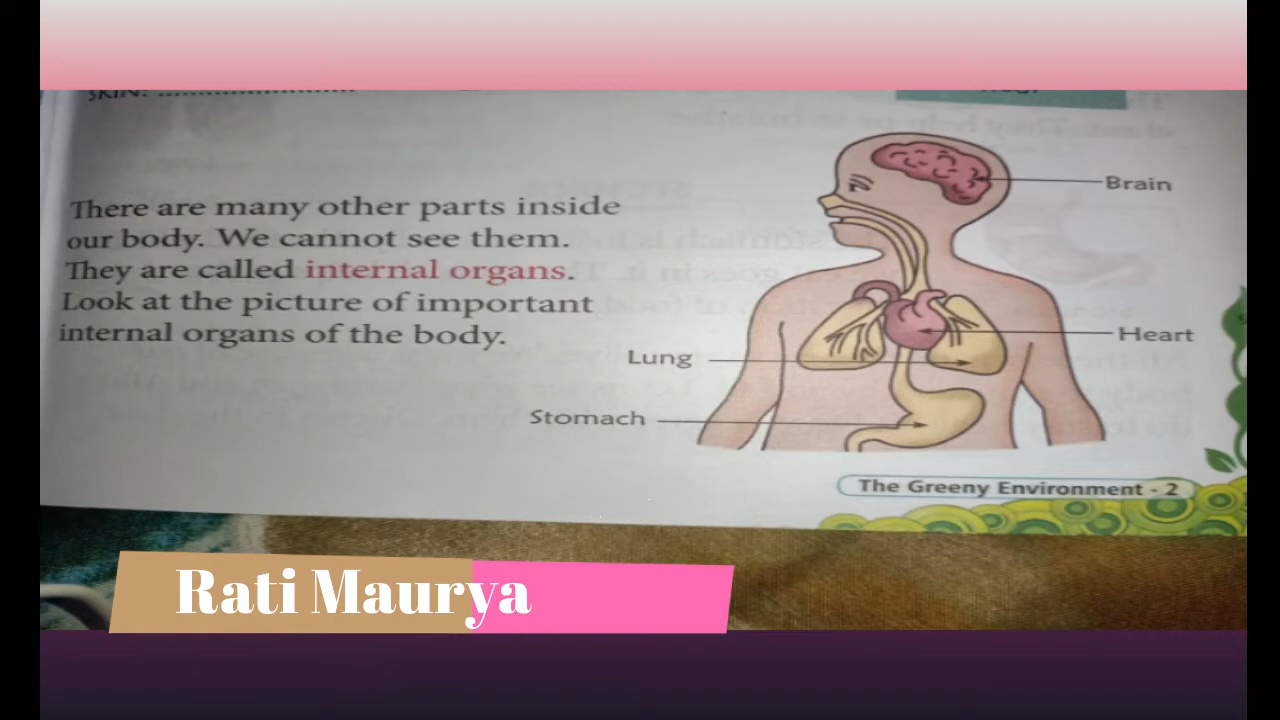 SKIN: ..............................
There are many other parts inside
our body. We cannot see them.
They are called internal organs.
Look at the picture of important
internal organs of the body.
Brain
Heart
Lung
Stomach
The Greeny Environment - 2
Rati Maurya